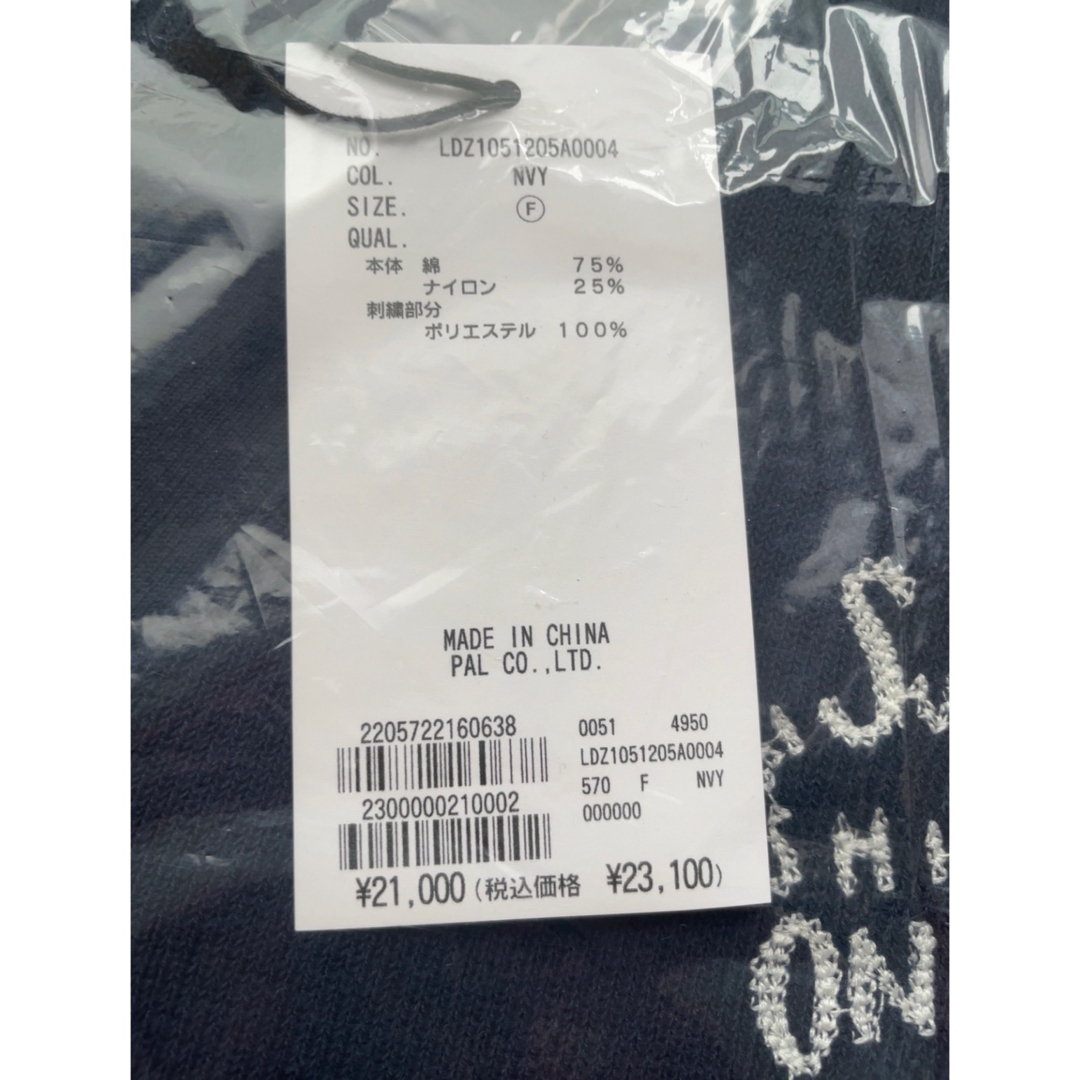 NO. LDZ1051205A0004
COL. NVY
SIZE. Ⓕ
QUAL.
本体 綿 75%
ナイロン 25%
刺繍部分
ポリエステル 100%
MADE IN CHINA
PAL CO.,LTD.
2205722160638
2300000210002
0051 4950
LDZ1051205A0004
570 F NVY
000000
¥21,000 (税込価格 ¥23,100)
ON